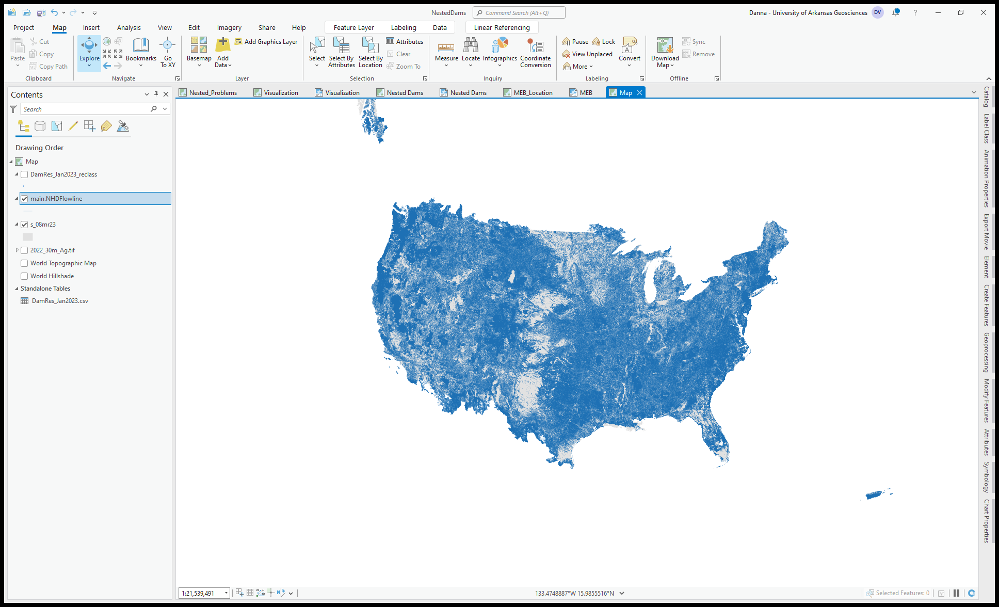 NestedDams
Command Search (Alt+Q)
Danna - University of Arkansas Geosciences
DV
?
Project
Map
Insert
Analysis
View
Edit
Imagery
Share
Help
Feature Layer
Labeling
Data
Linear Referencing
Paste
Cut
Copy
Copy Path
Clipboard
Explore
Bookmarks
Go
To XY
Navigate
Basemap
Add
Data
Add Graphics Layer
Layer
Select
Select By
Attributes
Select By
Location
Attributes
Clear
Zoom To
Selection
Measure
Locate
Infographics
Coordinate
Conversion
Inquiry
Pause
Lock
View Unplaced
More
Convert
Labeling
Download
Map
Sync
Remove
Offline
Contents
Search
Drawing Order
Map
DamRes_Jan2023_reclass
main.NHDFlowline
s_08mr23
2022_30m_Ag.tif
World Topographic Map
World Hillshade
Standalone Tables
DamRes_Jan2023.csv
Nested_Problems
Visualization
Visualization
Nested Dams
Nested Dams
MEB_Location
MEB
Map
Catalog
Label Class
Animation Properties
Export Movie
Element
Create Features
Geoprocessing
Modify Features
Attributes
Symbology
Chart Properties
1:21,539,491
133.4748887°W 15.9855516°N
Selected Features: 0